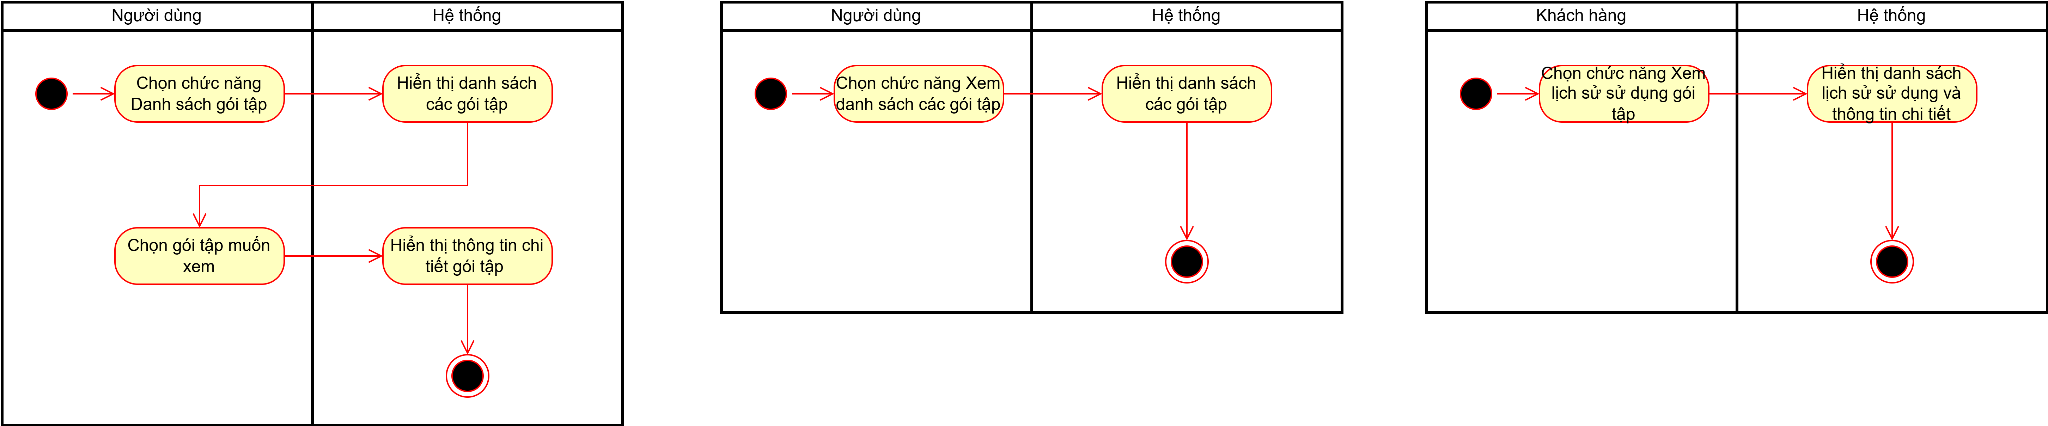 Người dùng
Hệ thống
Chọn chức năng
Danh sách gói tập
Hiển thị danh sách
các gói tập
Chọn gói tập muốn
xem
Hiển thị thông tin chi
tiết gói tập
Người dùng
Hệ thống
Chọn chức năng Xem
danh sách các gói tập
Hiển thị danh sách
các gói tập
Khách hàng
Hệ thống
Chọn chức năng Xem
lịch sử sử dụng gói
tập
Hiển thị danh sách
lịch sử sử dụng và
thông tin chi tiết